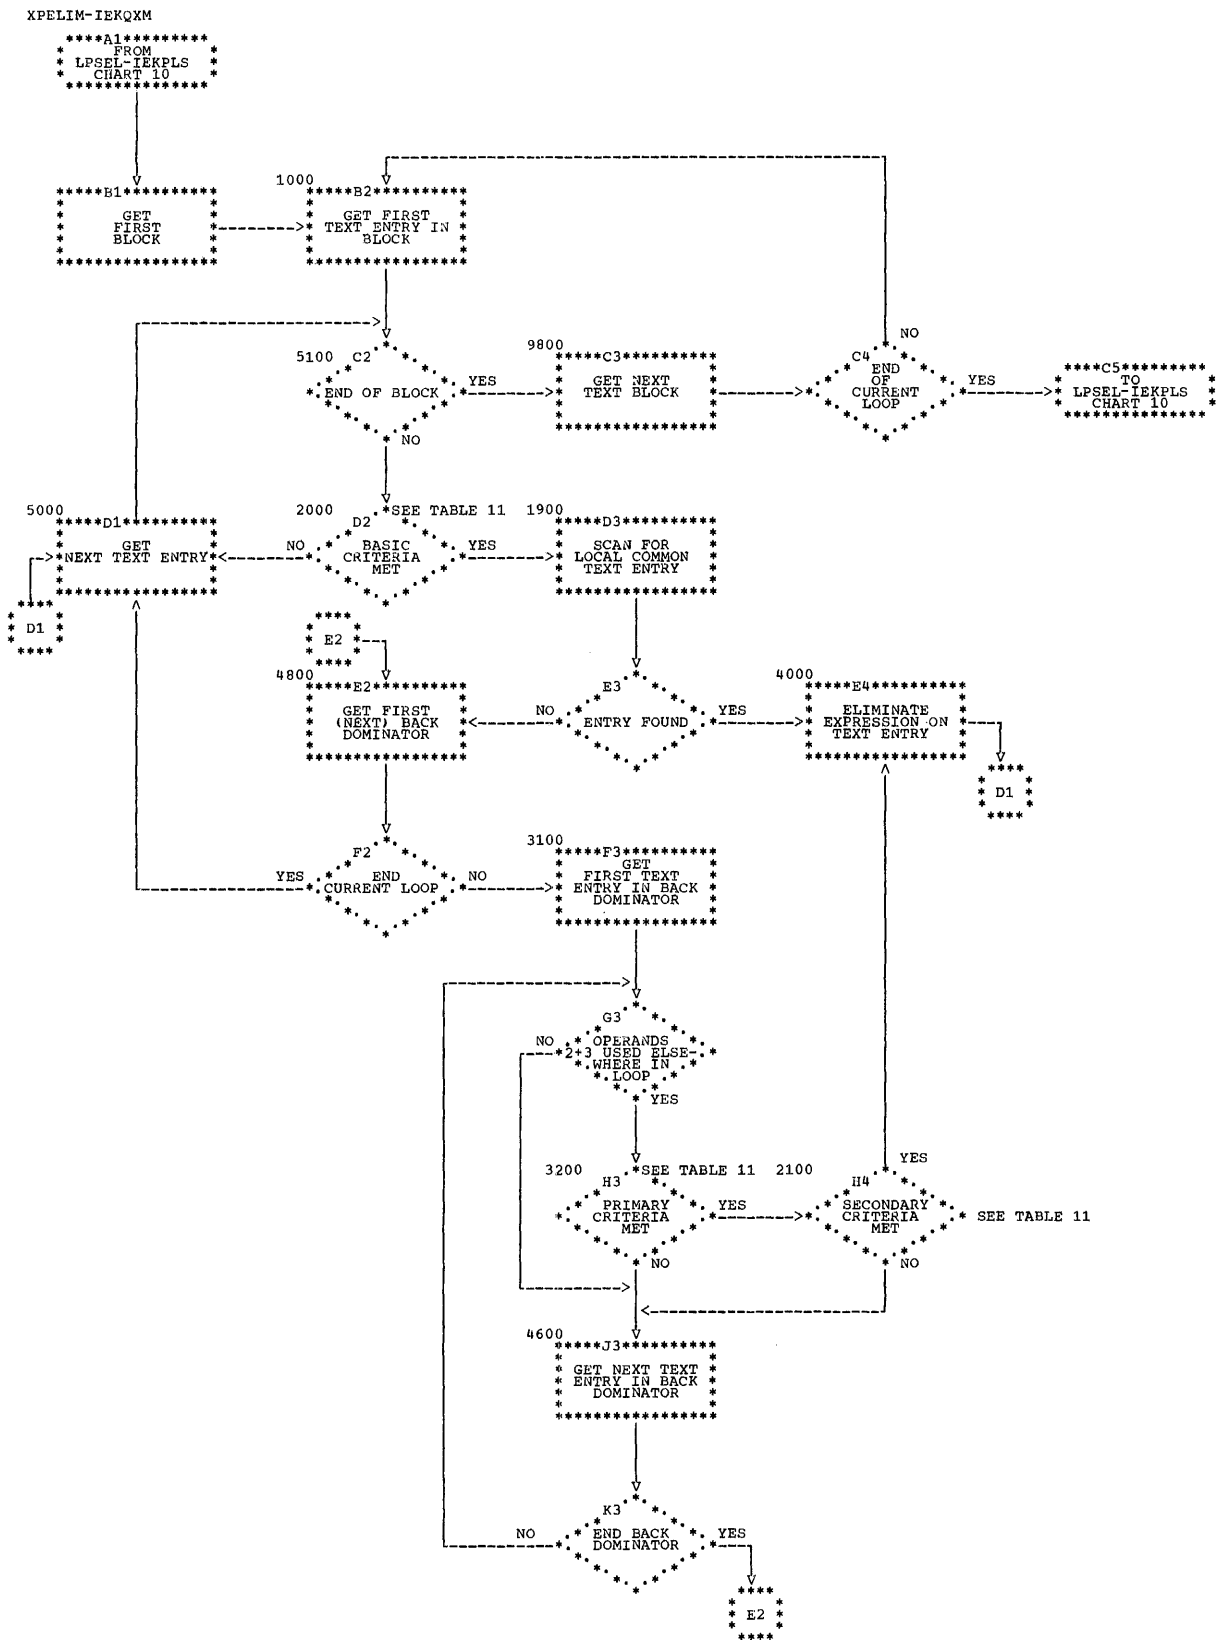 XPELIM-IEKQXM
A1
FROM
LPSEL-IEKPLS
CHART 10
B1
GET
FIRST
BLOCK
1000
B2
GET FIRST
TEXT ENTRY IN
BLOCK
5100
C2
END OF BLOCK
YES
NO
9800
C3
GET NEXT
TEXT BLOCK
C4
END
OF
CURRENT
LOOP
NO
YES
C5
TO
LPSEL-IEKPLS
CHART 10
5000
D1
GET
NEXT TEXT ENTRY
D1
2000
D2
SEE TABLE 11
BASIC
CRITERIA
MET
NO
YES
1900
D3
SCAN FOR
LOCAL COMMON
TEXT ENTRY
E2
4800
E2
GET FIRST
(NEXT) BACK
DOMINATOR
E3
ENTRY FOUND
NO
YES
4000
E4
ELIMINATE
EXPRESSION ON
TEXT ENTRY
D1
F2
END
CURRENT LOOP
YES
NO
3100
F3
GET
FIRST TEXT
ENTRY IN BACK
DOMINATOR
G3
OPERANDS
2+3 USED ELSE-
WHERE IN
LOOP
NO
YES
3200
H3
SEE TABLE 11
PRIMARY
CRITERIA
MET
YES
NO
2100
H4
SECONDARY
CRITERIA
MET
YES
SEE TABLE 11
NO
4600
J3
GET NEXT TEXT
ENTRY IN BACK
DOMINATOR
K3
END BACK
DOMINATOR
NO
YES
E2